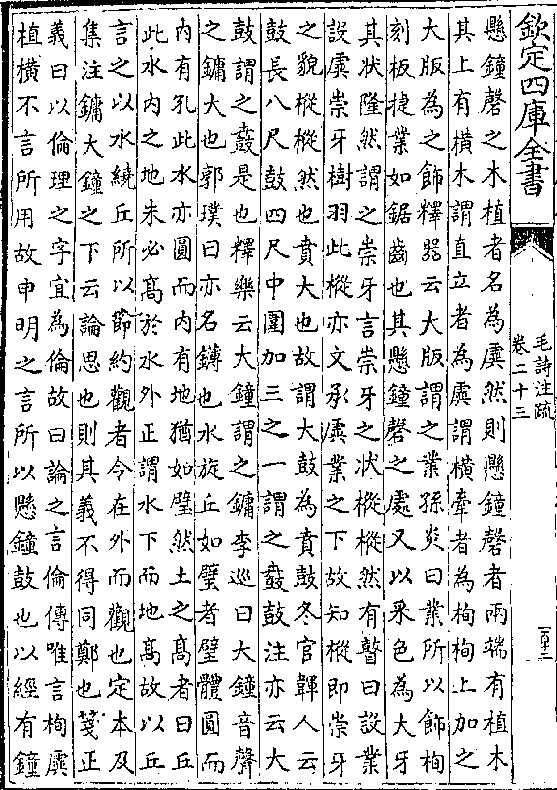 欽定四庫全書
毛詩注疏
卷二十三
懸鐘磬之木植者名為虡然則懸鐘磬者兩端有植木
其上有橫木謂直立者為虡謂橫牽者為栒栒上加之
大版為之飾釋器云大版謂之業孫炎曰業所以飾栒
刻板捷業如鋸齒也其懸鐘磬之處又以采色為大牙
其狀隆然謂之崇牙言崇牙之狀樅樅然有瞽曰設業
設虡崇牙樹羽此樅亦文承虡業之下故知樅即崇牙
之貌樅樅然也賁大也故謂大鼓為賁鼓冬官韗人云
鼓長八尺鼓四尺中圍加三之一謂之鼖鼓注亦云大
鼓謂之鼖是也釋樂云大鐘謂之鏞李巡曰大鐘音聲
之鏞大也郭璞曰亦名鎛也水旋丘如璧者璧體圓而
内有孔此水亦圓而内有地猶如璧然土之高者曰丘
此水内之地未必高於水外正謂水下而地高故以丘
言之以水繞丘所以節約觀者令在外而觀也定本及
集注鏞大鐘之下云論思也則其義不得同鄭也箋正
義曰以倫理之字宜為倫故曰論之言倫傳唯言栒虡
植橫不言所用故申明之言所以懸鐘鼓也以經有鐘